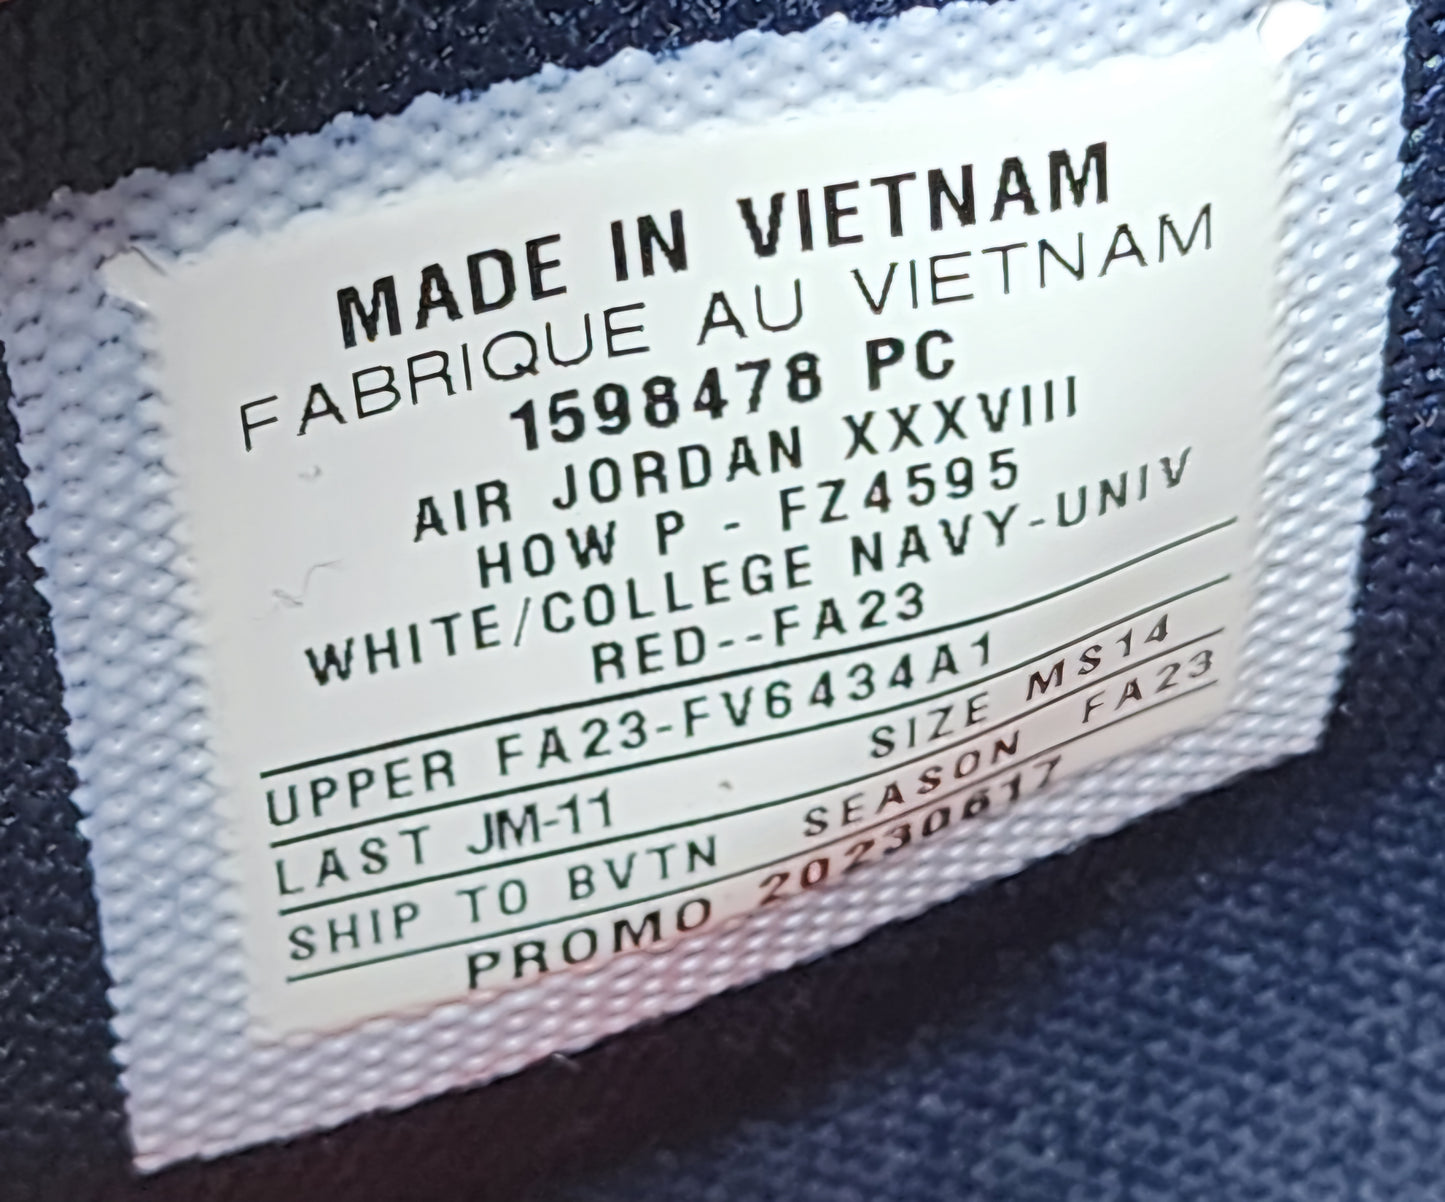 MADE IN VIETNAM
FABRIQUE AU VIETNAM
1598478 PC
AIR JORDAN XXXVIII
HOW P - FZ4595
WHITE/COLLEGE NAVY-UNIV
RED--FA23
UPPER FA23-FV6434A1
LAST JM-11 SIZE MS14
SHIP TO BVTN SEASON FA23
PROMO 20230617